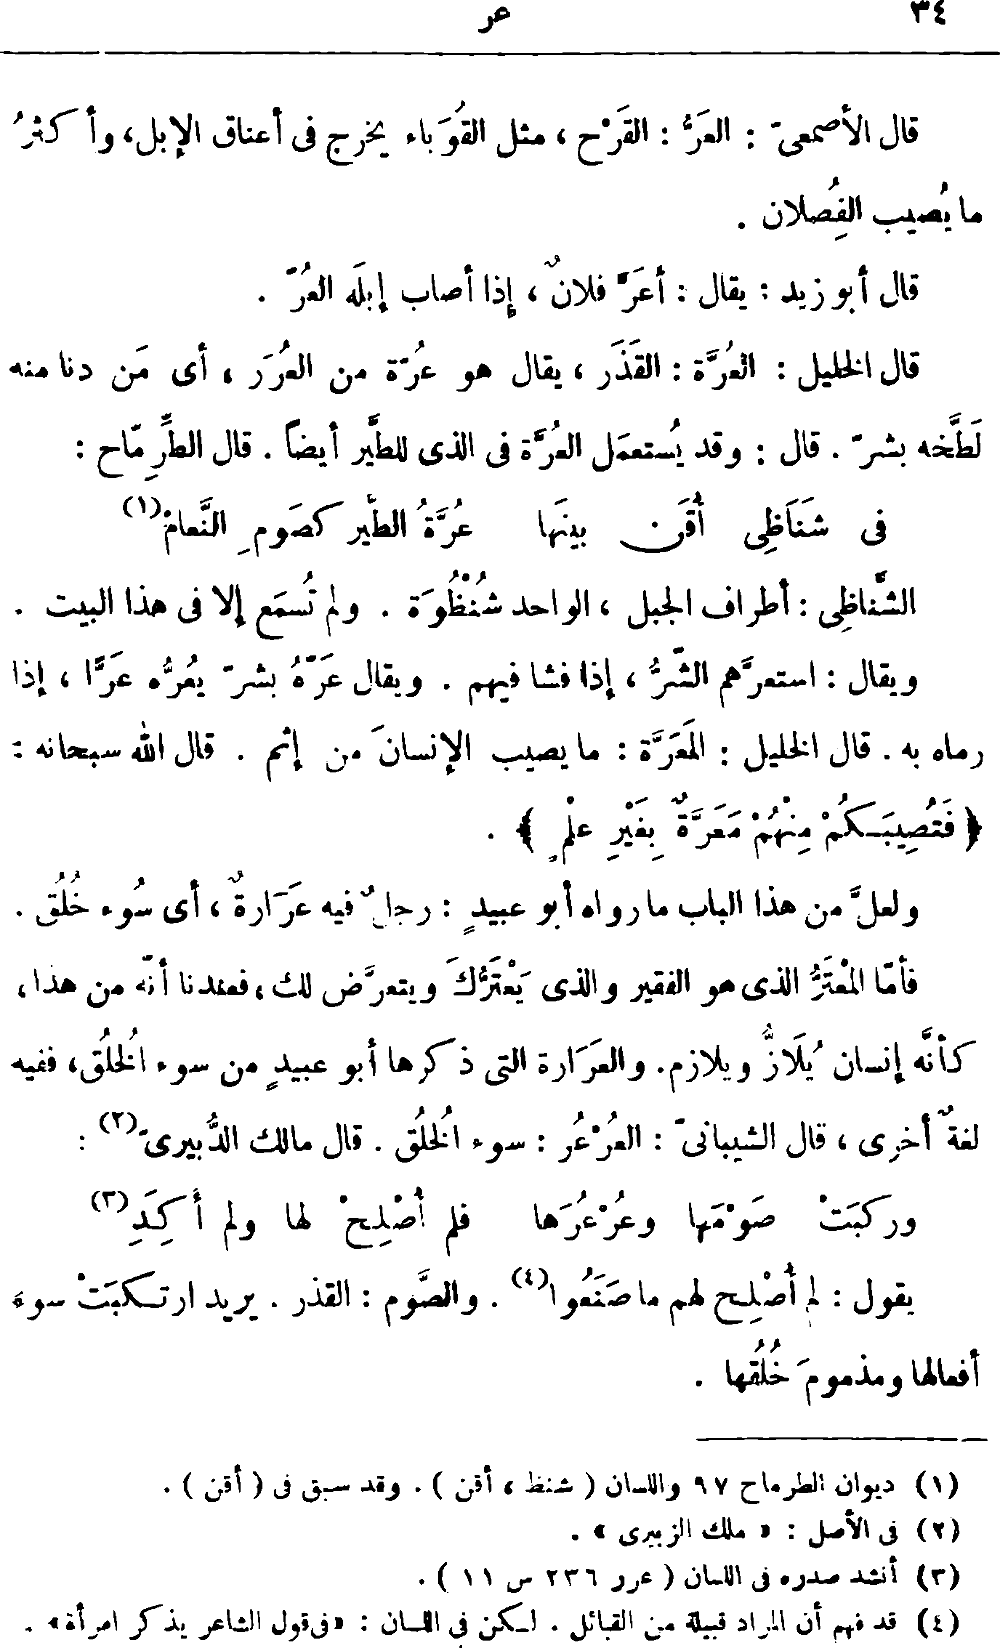 ٣٤ عر
قال الأصمعىّ : العَرُّ : القَرْح ، مثل القُوَباء يخرج فى أعناق الإبل، وأكثرُ
ما يُصيب الفُِصلان .
قال أبو زيد : يقال : أعَرَّ فلانٌ ، إذا أصاب إبلَه العُرّ .
قال الخليل : العُرَّة : القَذَر ، يقال هو عُرّة من العُرَر ، أى مَن دنا منه
لَطَّخه بشرّ . قال : وقد يُستعمَل العُرَّة فى الذى للطَّير أيضاً . قال الطِّرِمّاح :
فى شَنَاظِى أُقَن بينَها عُرَّةُ الطَّير كصَومِ النَّعامْ(١)
الشَّناظِى : أطراف الجبل ، الواحد شُنْظُوَة . ولم تُسمَع إلا فى هذا البيت .
ويقال : استعرَّهم الشَّرُّ ، إذا فشا فيهم . ويقال عَرّهُ بشرّ يعُرُّه عَرًّا ، إذا
رماه به . قال الخليل : المَعَرَّة : ما يصيب الإنسانَ من إثم . قال الله سبحانه :
﴿ فَتُصِيبَكُمْ مِنْهُمْ مَعَرَّةٌ بِغَيْرِ عِلْمٍ ﴾ .
ولعلَّ من هذا الباب ما رواه أبو عبيدٍ : رجلٌ فيه عَرَارةٌ ، أى سُوء خُلُق .
فأمّا المْعْتَرُّ الذى هو الفقير والذى يَعْتَرُّكَ ويتعرَّض لك ، فعندنا أنّه من هذا ،
كأنَّه إنسان يُلَازُّ ويلازم. والعَرَارة التى ذكرها أبو عبيدٍ من سوء الخُلُق، ففيه
لغةٌ أخرى ، قال الشيبانىّ : العُرْعُر : سوء الخُلُق . قال مالك الدُّبيرىّ(٢) :
وركبَتْ صَوْمَها وعُرْعُرَها فلم أُصْلِحْ لها ولم أَكِدَِ(٣)
يقول : لم أُصْلِح لهم ما صَنَعُوا(٤) . والصَّوم : القذر . يريد ارتكبَتْ سوءَ
أفعالها ومذمومَ خُلُقها .
(١) ديوان الطرماح ٩٧ واللسان ( شنظ ، أقن ) . وقد سبق فى ( أقن ) .
(٢) فى الأصل : « ملك الزبيرى » .
(٣) أنشد صدره فى اللسان ( عرر ٢٣٦ س ١١ ) .
(٤) قد فهم أن المراد قبيلة من القبائل . لكن فى اللسان : «فى قول الشاعر يذكر امرأة» .